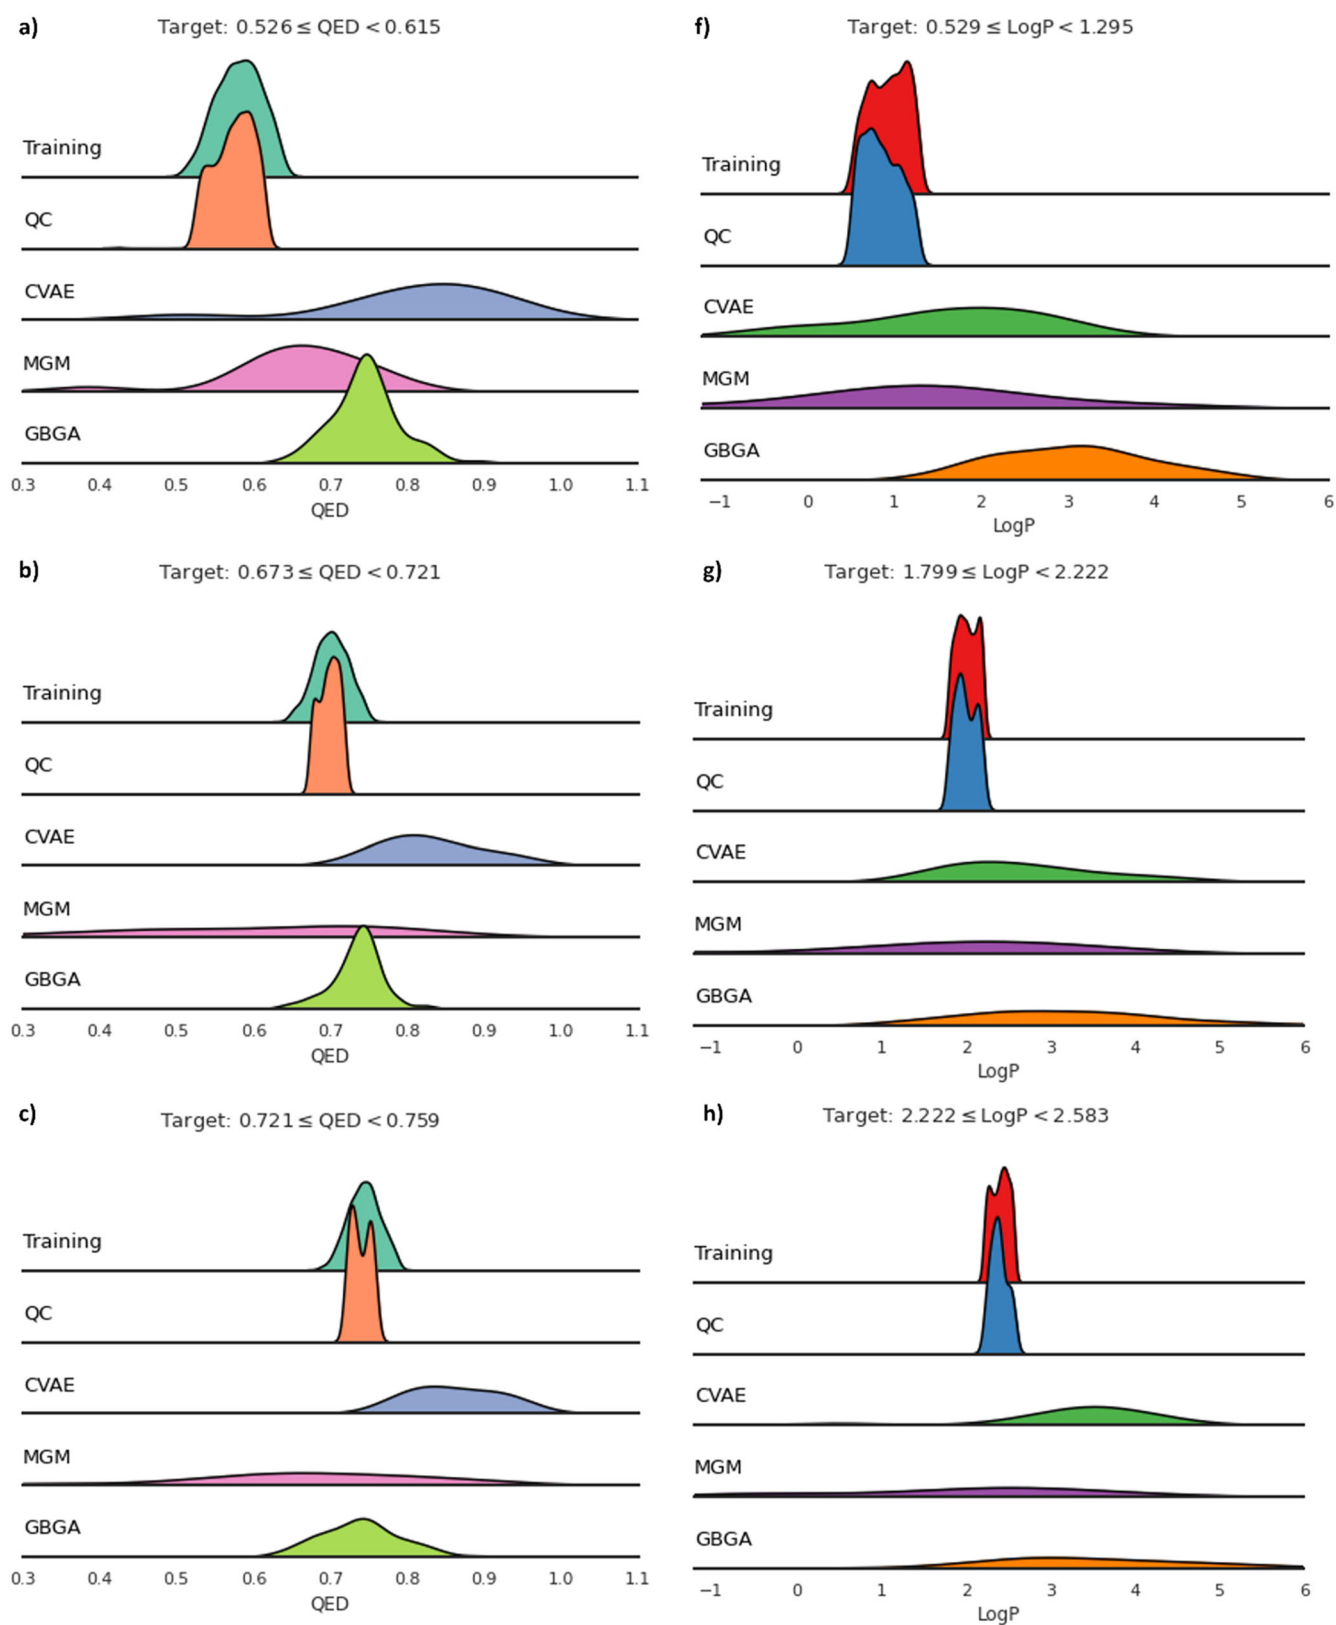 a)
Target: 0.526 ≤ QED < 0.615
Training
QC
CVAE
MGM
GBGA
0.3 0.4 0.5 0.6 0.7 0.8 0.9 1.0 1.1
QED
f)
Target: 0.529 ≤ LogP < 1.295
Training
QC
CVAE
MGM
GBGA
−1 0 1 2 3 4 5 6
LogP
b)
Target: 0.673 ≤ QED < 0.721
Training
QC
CVAE
MGM
GBGA
0.3 0.4 0.5 0.6 0.7 0.8 0.9 1.0 1.1
QED
g)
Target: 1.799 ≤ LogP < 2.222
Training
QC
CVAE
MGM
GBGA
−1 0 1 2 3 4 5 6
LogP
c)
Target: 0.721 ≤ QED < 0.759
Training
QC
CVAE
MGM
GBGA
0.3 0.4 0.5 0.6 0.7 0.8 0.9 1.0 1.1
QED
h)
Target: 2.222 ≤ LogP < 2.583
Training
QC
CVAE
MGM
GBGA
−1 0 1 2 3 4 5 6
LogP